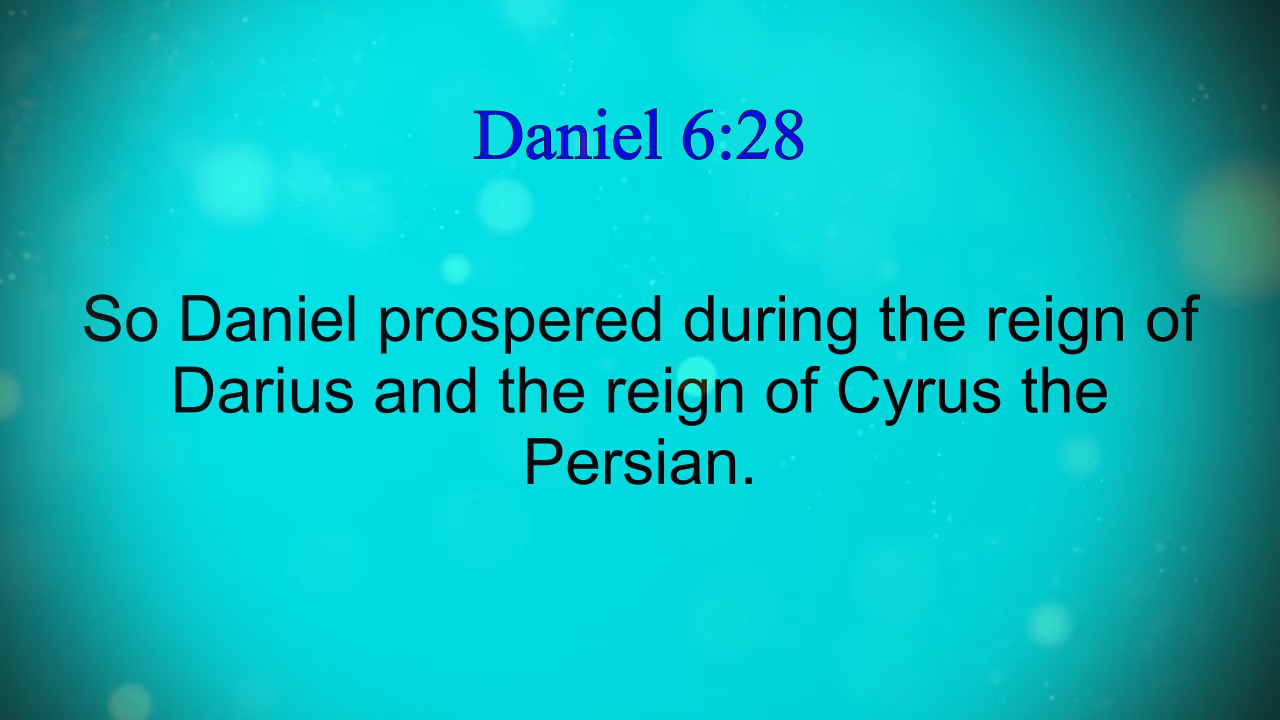 Daniel 6:28
So Daniel prospered during the reign of
Darius and the reign of Cyrus the
Persian.